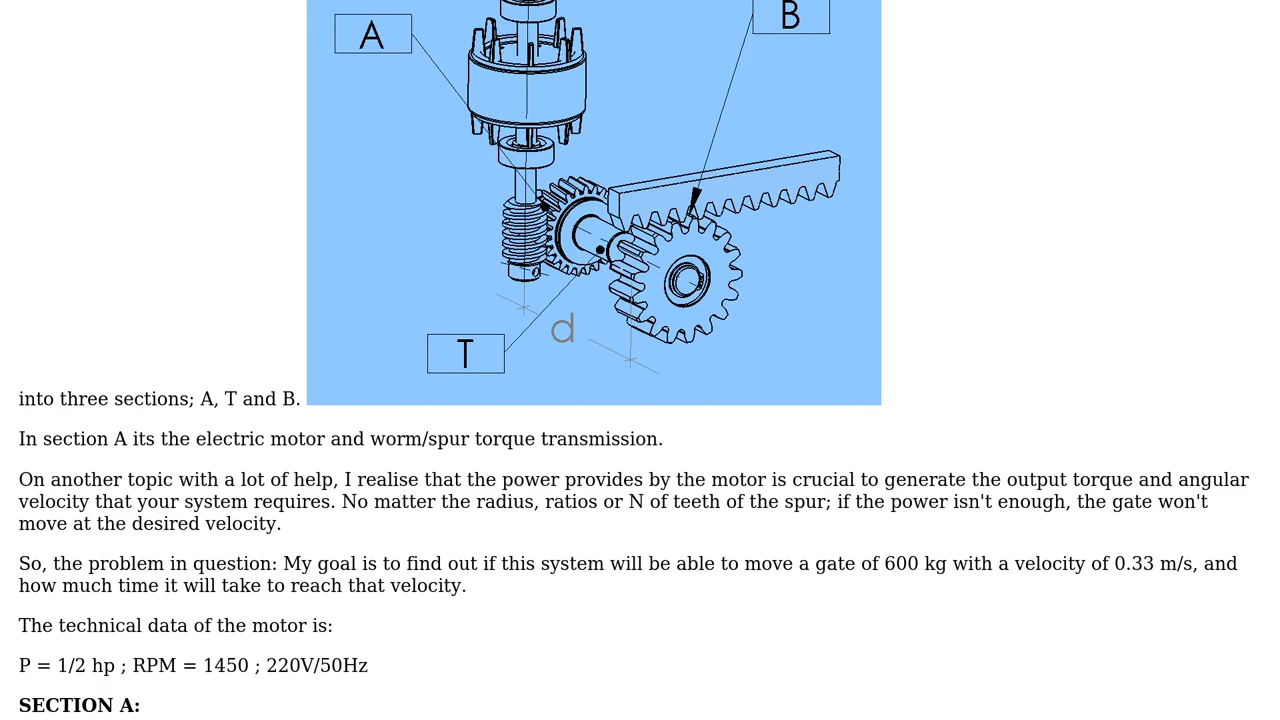 A
B
d
T
into three sections; A, T and B.
In section A its the electric motor and worm/spur torque transmission.
On another topic with a lot of help, I realise that the power provides by the motor is crucial to generate the output torque and angular
velocity that your system requires. No matter the radius, ratios or N of teeth of the spur; if the power isn't enough, the gate won't
move at the desired velocity.
So, the problem in question: My goal is to find out if this system will be able to move a gate of 600 kg with a velocity of 0.33 m/s, and
how much time it will take to reach that velocity.
The technical data of the motor is:
P = 1/2 hp ; RPM = 1450 ; 220V/50Hz
SECTION A: